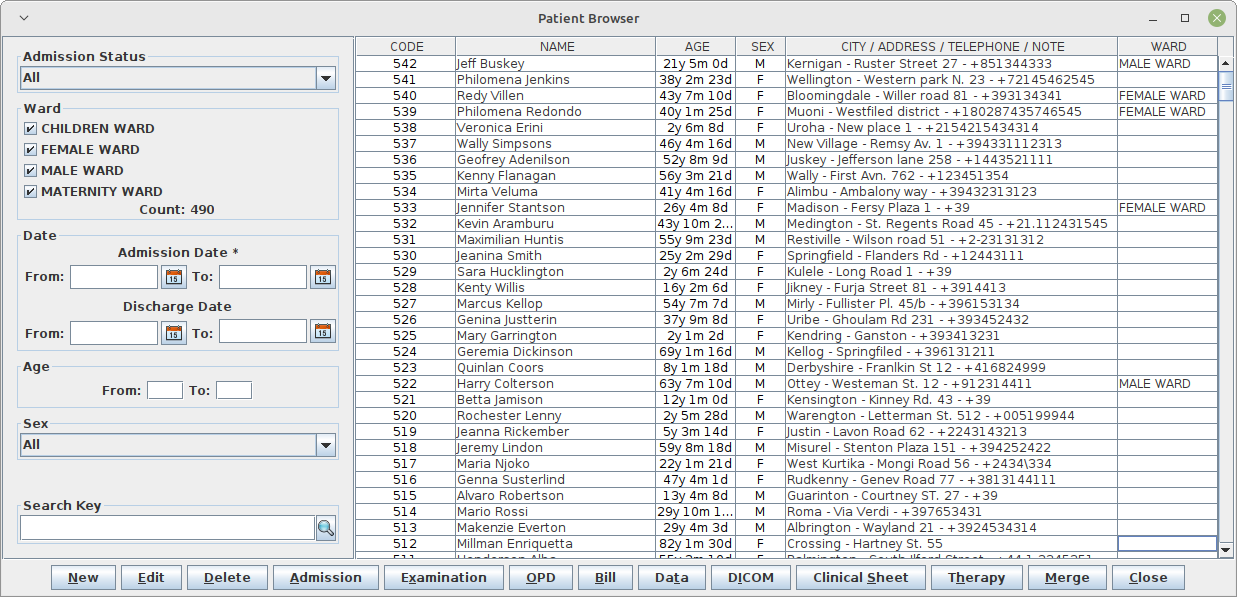 Patient Browser
Admission Status
All
Ward
CHILDREN WARD
FEMALE WARD
MALE WARD
MATERNITY WARD
Count: 490
Date
Admission Date *
From: 15 To: 15
Discharge Date
From: 15 To: 15
Age
From: To:
Sex
All
Search Key
CODE NAME AGE SEX CITY / ADDRESS / TELEPHONE / NOTE WARD
542 Jeff Buskey 21y 5m 0d M Kernigan - Ruster Street 27 - +851344333 MALE WARD
541 Philomena Jenkins 38y 2m 23d F Wellington - Western park N. 23 - +72145462545
540 Redy Villen 43y 7m 10d F Bloomingdale - Willer road 81 - +393134341 FEMALE WARD
539 Philomena Redondo 40y 1m 25d F Muoni - Westfiled district - +180287435746545 FEMALE WARD
538 Veronica Erini 2y 6m 8d F Uroha - New place 1 - +2154215434314
537 Wally Simpsons 46y 4m 16d M New Village - Remsy Av. 1 - +394331112313
536 Geofrey Adenilson 52y 8m 9d M Juskey - Jefferson lane 258 - +1443521111
535 Kenny Flanagan 56y 3m 21d M Wally - First Avn. 762 - +123451354
534 Mirta Veluma 41y 4m 16d F Alimbu - Ambalony way - +39432313123
533 Jennifer Stantson 26y 4m 8d F Madison - Fersy Plaza 1 - +39 FEMALE WARD
532 Kevin Aramburu 43y 10m 2... M Medington - St. Regents Road 45 - +21.112431545
531 Maximilian Huntis 55y 9m 23d M Restiville - Wilson road 51 - +2-23131312
530 Jeanina Smith 25y 2m 29d F Springfield - Flanders Rd - +12443111
529 Sara Hucklington 2y 6m 24d F Kulele - Long Road 1 - +39
528 Kenty Willis 16y 2m 6d F Jikney - Furja Street 81 - +3914413
527 Marcus Kellop 54y 7m 7d M Mirly - Fullister Pl. 45/b - +396153134
526 Genina Justterin 37y 9m 8d F Uribe - Ghoulam Rd 231 - +393452432
525 Mary Garrington 2y 1m 2d F Kendring - Ganston - +393413231
524 Geremia Dickinson 69y 1m 16d M Kellog - Springfiled - +396131211
523 Quinlan Coors 8y 1m 18d M Derbyshire - Franlkin St 12 - +416824999
522 Harry Colterson 63y 7m 10d M Ottey - Westeman St. 12 - +912314411 MALE WARD
521 Betta Jamison 12y 1m 0d F Kensington - Kinney Rd. 43 - +39
520 Rochester Lenny 2y 5m 28d M Warengton - Letterman St. 512 - +005199944
519 Jeanna Rickember 5y 3m 14d F Justin - Lavon Road 62 - +2243143213
518 Jeremy Lindon 59y 8m 18d M Misurel - Stenton Plaza 151 - +394252422
517 Maria Njoko 22y 1m 21d F West Kurtika - Mongi Road 56 - +2434\334
516 Genna Susterlind 47y 4m 1d F Rudkenny - Genev Road 77 - +3813144111
515 Alvaro Robertson 13y 4m 8d M Guarinton - Courtney ST. 27 - +39
514 Mario Rossi 29y 10m 1... M Roma - Via Verdi - +397653431
513 Makenzie Everton 29y 4m 3d M Albrington - Wayland 21 - +3924534314
512 Millman Enriquetta 82y 1m 30d F Crossing - Hartney St. 55
New Edit Delete Admission Examination OPD Bill Data DICOM Clinical Sheet Therapy Merge Close